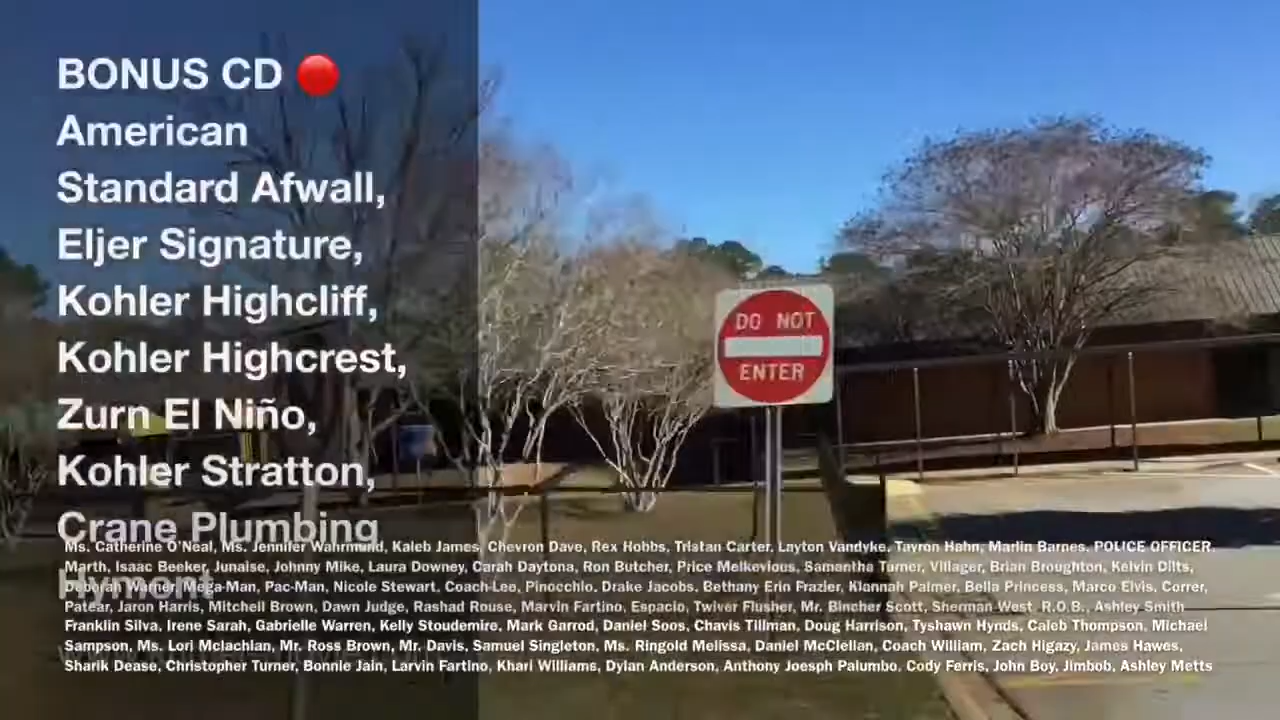 BONUS CD 🔴
American
Standard Afwall,
Eljer Signature,
Kohler Highcliff,
Kohler Highcrest,
Zurn El Niño,
Kohler Stratton,
Crane Plumbing
DO NOT
ENTER
Ms. Catherine O'Neal, Ms. Jennifer Wahrmund, Kaleb James, Chevron Dave, Rex Hobbs, Tristan Carter, Layton Vandyke, Tayron Hahn, Marlin Barnes, POLICE OFFICER,
Marth, Isaac Beeker, Junaise, Johnny Mike, Laura Downey, Carah Daytona, Ron Butcher, Price Melkevious, Samantha Turner, Villager, Brian Broughton, Kelvin Dilts,
Deborah Warner, Mega-Man, Pac-Man, Nicole Stewart, Coach Lee, Pinocchio, Drake Jacobs, Bethany Erin Frazier, Kiannah Palmer, Bella Princess, Marco Elvis, Correr,
Patear, Jaron Harris, Mitchell Brown, Dawn Judge, Rashad Rouse, Marvin Fartino, Espacio, Twiver Flusher, Mr. Bincher Scott, Sherman West, R.O.B., Ashley Smith
Franklin Silva, Irene Sarah, Gabrielle Warren, Kelly Stoudemire, Mark Garrod, Daniel Soos, Chavis Tillman, Doug Harrison, Tyshawn Hynds, Caleb Thompson, Michael
Sampson, Ms. Lori Mclachlan, Mr. Ross Brown, Mr. Davis, Samuel Singleton, Ms. Ringold Melissa, Daniel McClellan, Coach William, Zach Higazy, James Hawes,
Sharik Dease, Christopher Turner, Bonnie Jain, Larvin Fartino, Khari Williams, Dylan Anderson, Anthony Joesph Palumbo, Cody Ferris, John Boy, Jimbob, Ashley Metts